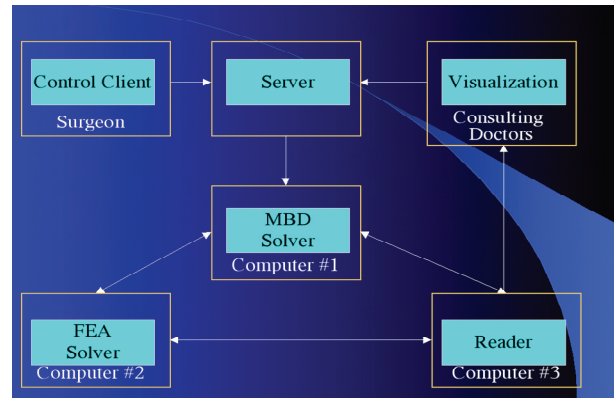 Control Client
Surgeon
Server
Visualization
Consulting
Doctors
MBD
Solver
Computer #1
FEA
Solver
Computer #2
Reader
Computer #3